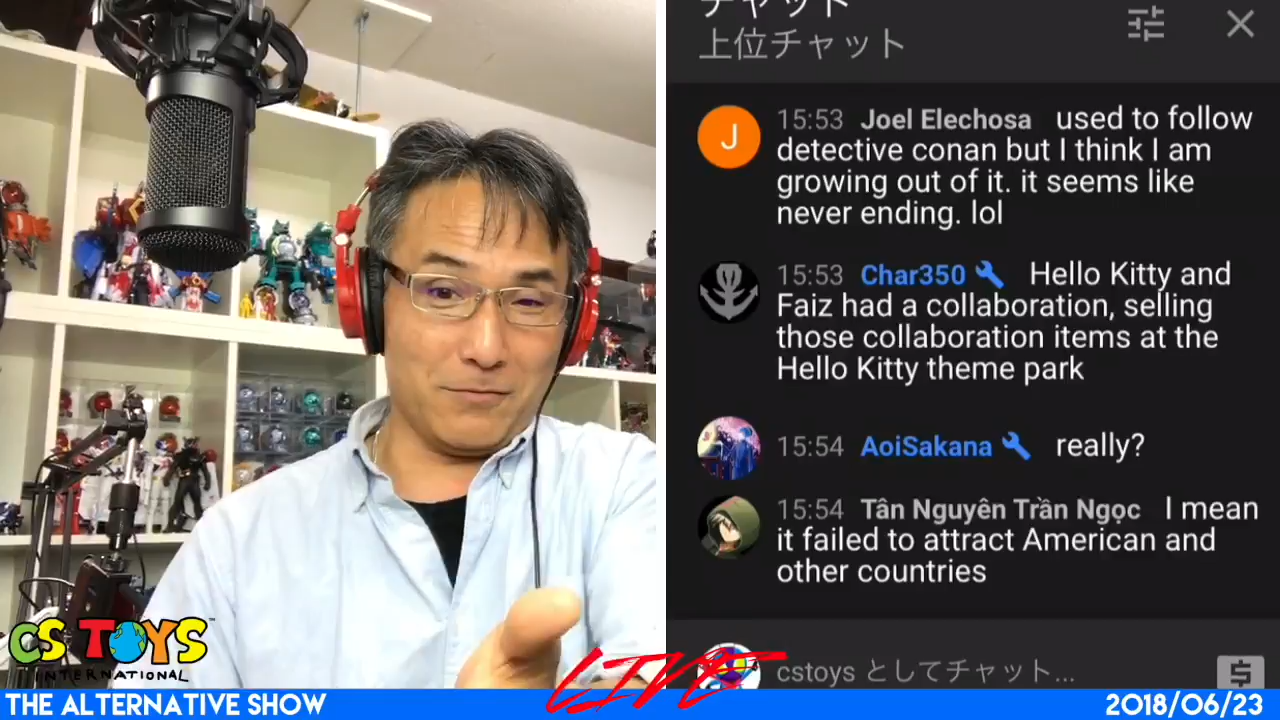 チャット
上位チャット
J
15:53 Joel Elechosa used to follow
detective conan but I think I am
growing out of it. it seems like
never ending. lol
15:53 Char350 Hello Kitty and
Faiz had a collaboration, selling
those collaboration items at the
Hello Kitty theme park
15:54 AoiSakana really?
15:54 Tân Nguyên Trần Ngọc I mean
it failed to attract American and
other countries
cstoys としてチャット...
CS TOYS™
INTERNATIONAL
LIVE
THE ALTERNATIVE SHOW
2018/06/23